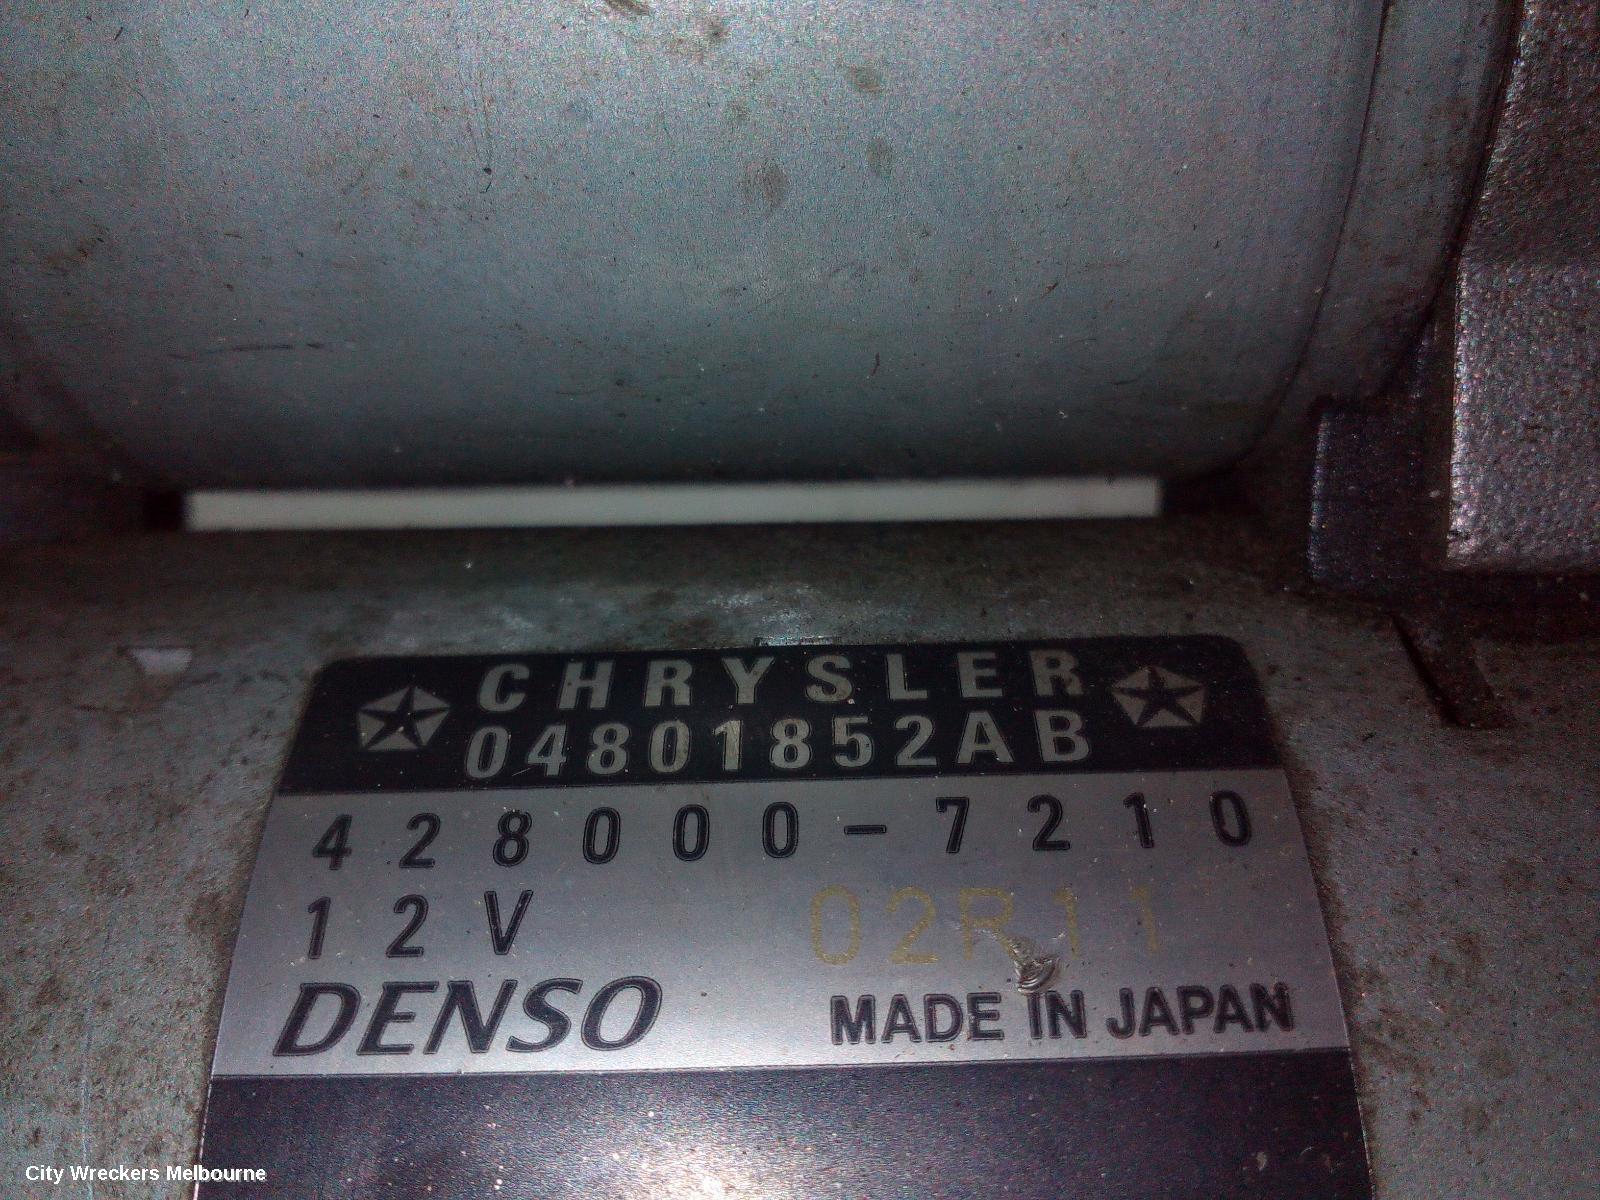 CHRYSLER
04801852AB
428000-7210
12V 02R11
DENSO MADE IN JAPAN
City Wreckers Melbourne